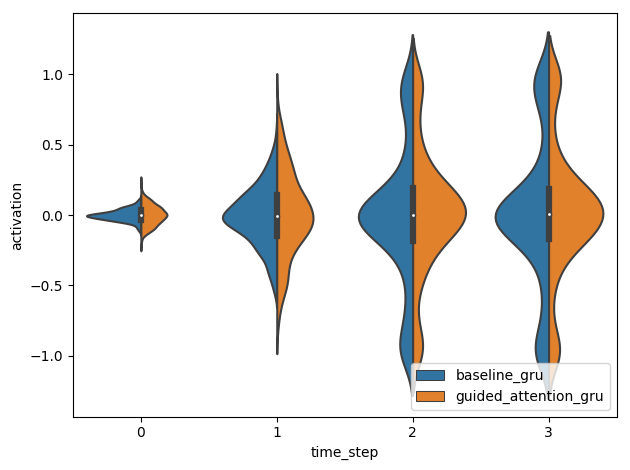 1.0
0.5
0.0
−0.5
−1.0
activation
0 1 2 3
time_step
baseline_gru
guided_attention_gru